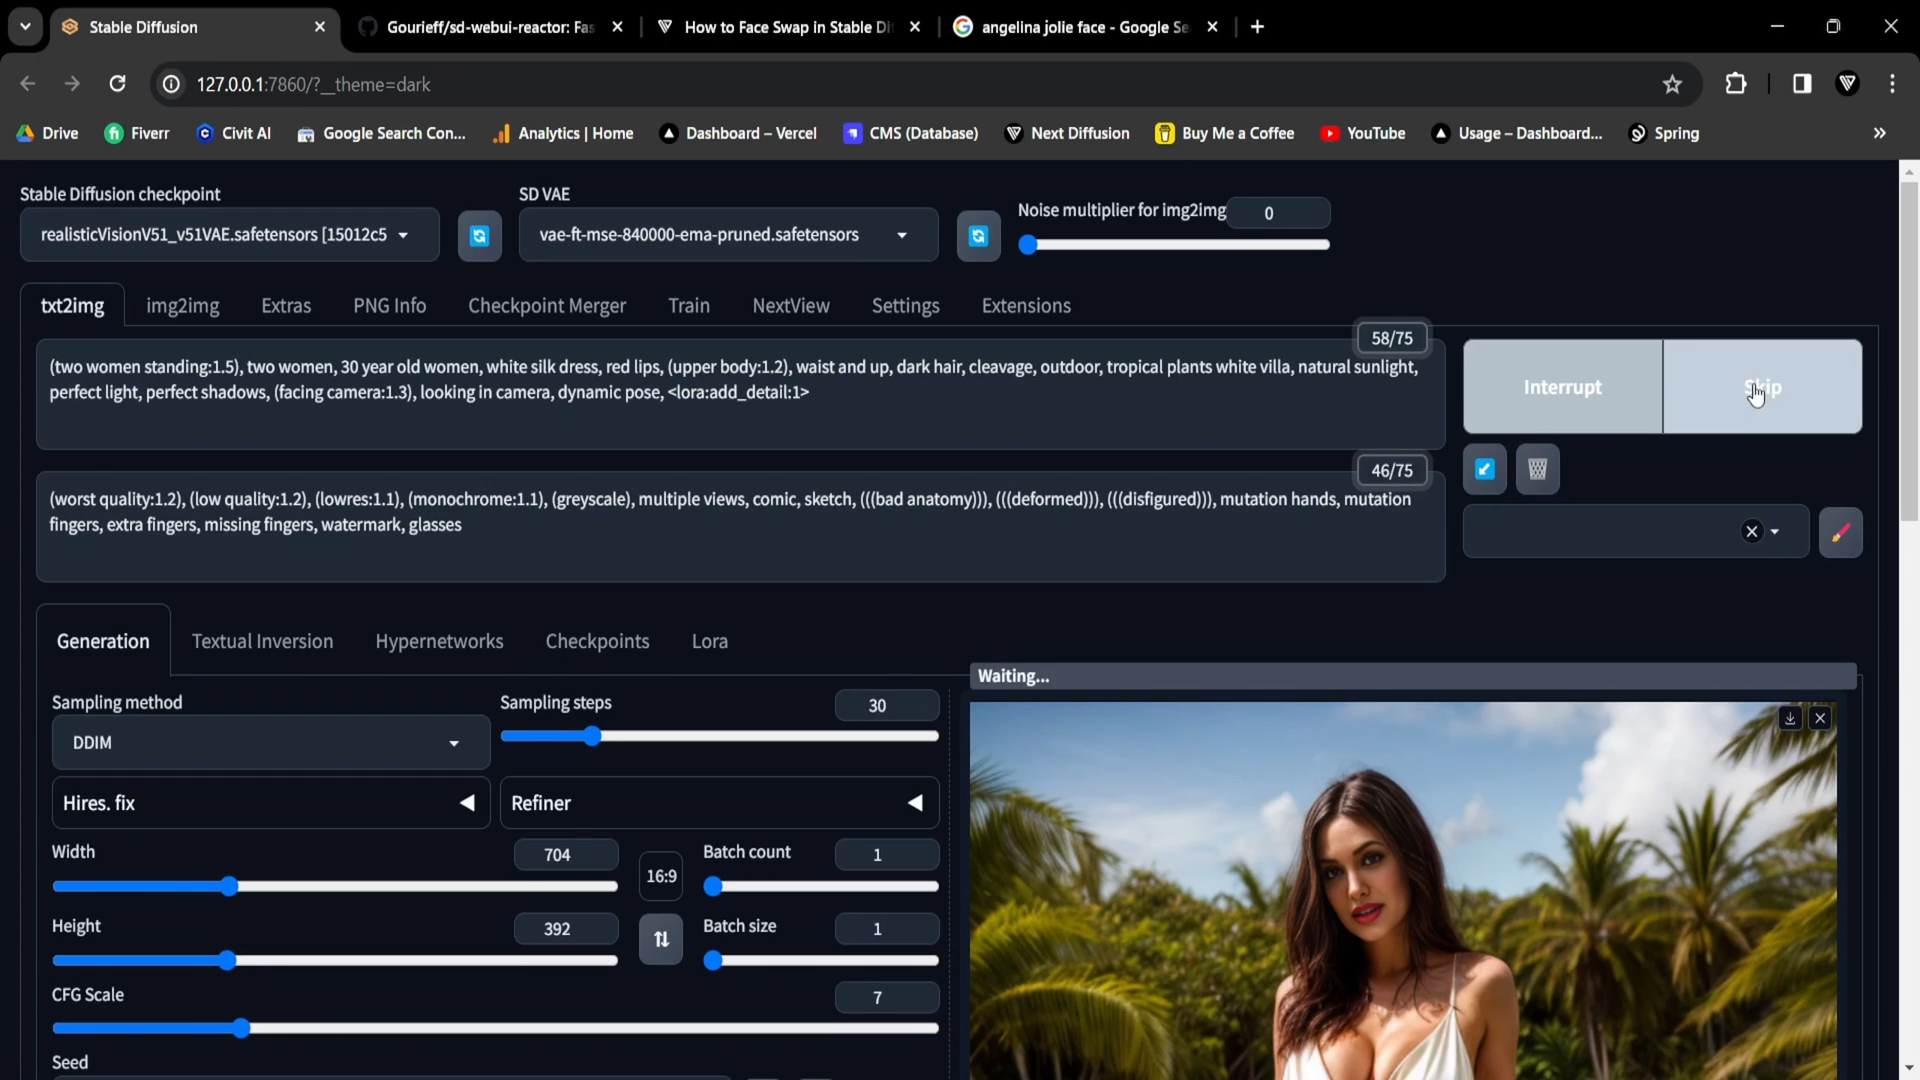 Stable Diffusion
Gourieff/sd-webui-reactor: Fas
How to Face Swap in Stable Di
angelina jolie face - Google Se
127.0.0.1:7860/?__theme=dark
Drive
Fiverr
Civit AI
Google Search Con...
Analytics | Home
Dashboard – Vercel
CMS (Database)
Next Diffusion
Buy Me a Coffee
YouTube
Usage – Dashboard...
Spring
Stable Diffusion checkpoint
realisticVisionV51_v51VAE.safetensors [15012c5
SD VAE
vae-ft-mse-840000-ema-pruned.safetensors
Noise multiplier for img2img
0
txt2img
img2img
Extras
PNG Info
Checkpoint Merger
Train
NextView
Settings
Extensions
58/75
(two women standing:1.5), two women, 30 year old women, white silk dress, red lips, (upper body:1.2), waist and up, dark hair, cleavage, outdoor, tropical plants white villa, natural sunlight,
perfect light, perfect shadows, (facing camera:1.3), looking in camera, dynamic pose, <lora:add_detail:1>
Interrupt
Skip
46/75
(worst quality:1.2), (low quality:1.2), (lowres:1.1), (monochrome:1.1), (greyscale), multiple views, comic, sketch, (((bad anatomy))), (((deformed))), (((disfigured))), mutation hands, mutation
fingers, extra fingers, missing fingers, watermark, glasses
Generation
Textual Inversion
Hypernetworks
Checkpoints
Lora
Waiting...
Sampling method
DDIM
Sampling steps
30
Hires. fix
Refiner
Width
704
16:9
Batch count
1
Height
392
Batch size
1
CFG Scale
7
Seed